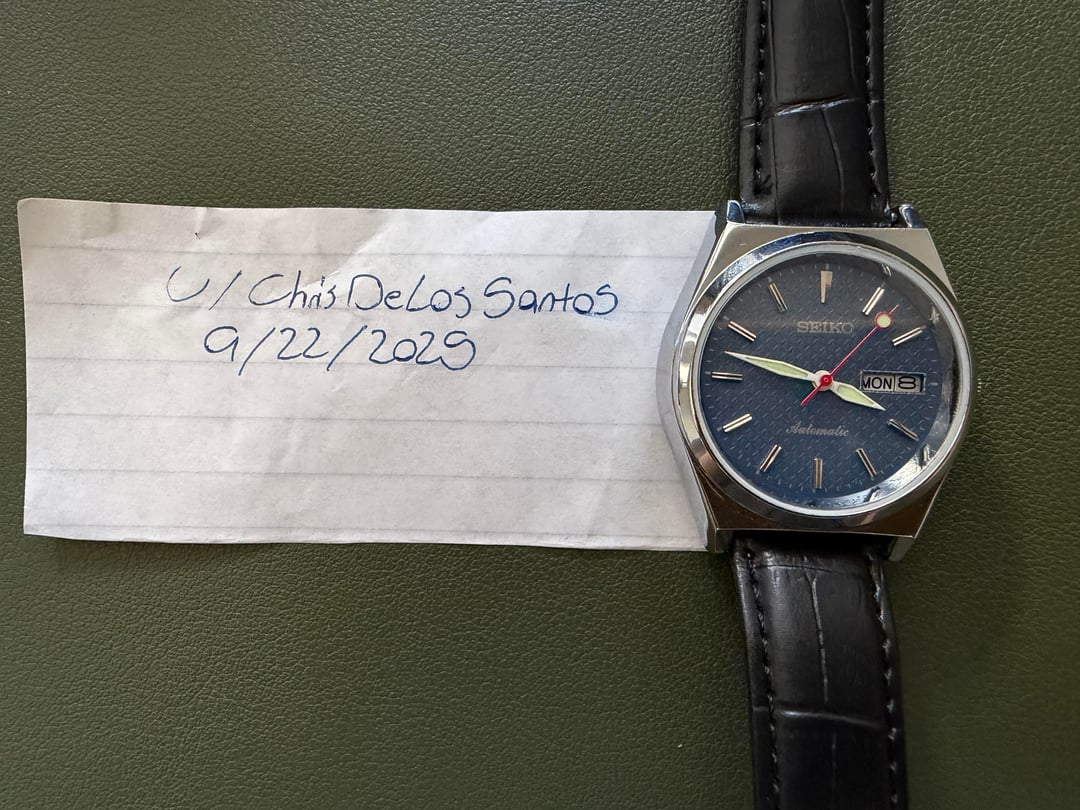 U/ Chris DeLos Santos
9/22/2025
SEIKO
MON 8
Automatic